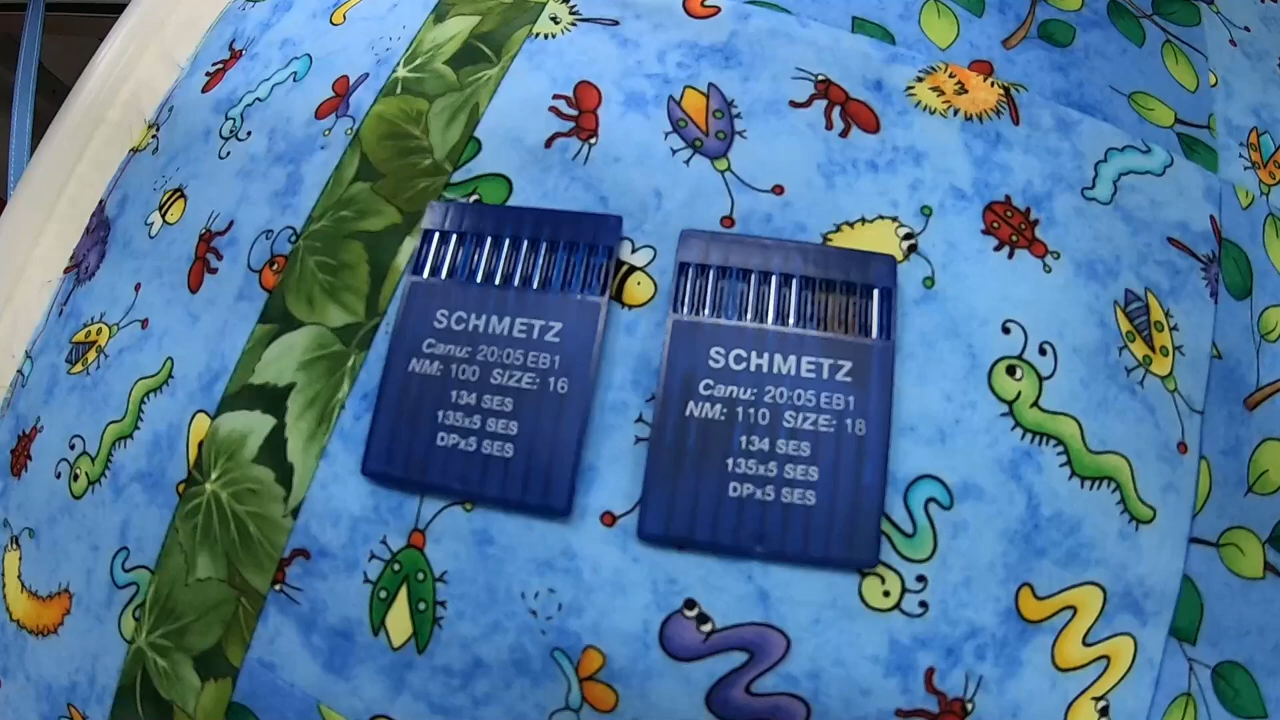 SCHMETZ
Canu: 20:05 EB1
NM: 100 SIZE: 16
134 SES
135x5 SES
DPx5 SES
SCHMETZ
Canu: 20:05 EB1
NM: 110 SIZE: 18
134 SES
135x5 SES
DPx5 SES